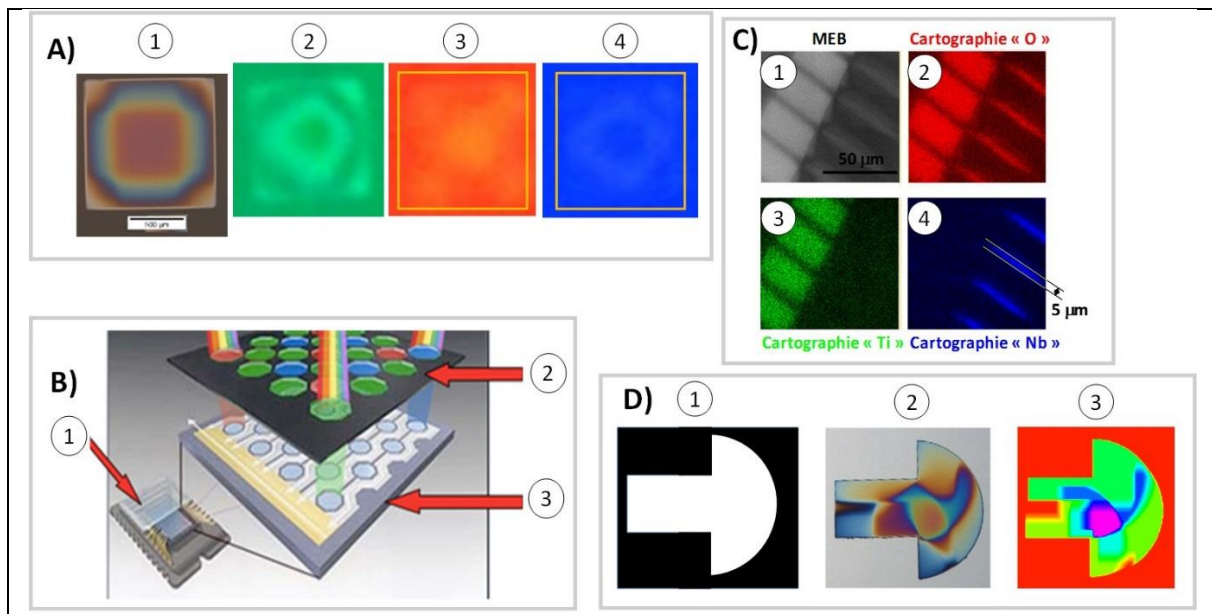 A)
1
2
3
4
500 µm
C)
MEB
Cartographie « O »
1
2
50 µm
3
4
5 µm
Cartographie « Ti »
Cartographie « Nb »
B)
1
2
3
D)
1
2
3